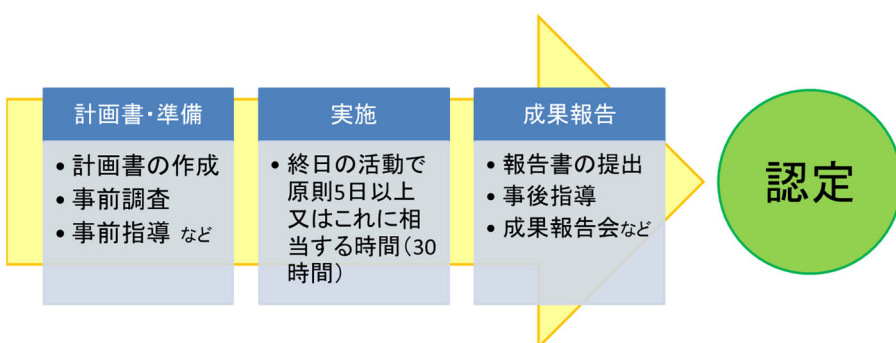 計画書・準備
・計画書の作成
・事前調査
・事前指導 など
実施
・終日の活動で
原則5日以上
又はこれに相
当する時間(30
時間)
成果報告
・報告書の提出
・事後指導
・成果報告会など
認定